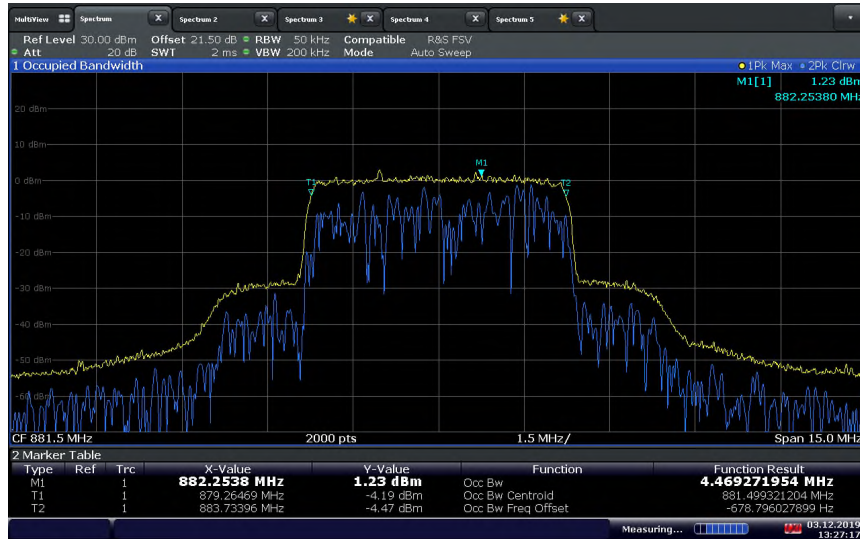 MultiView Spectrum X Spectrum 2 X Spectrum 3 X Spectrum 4 X Spectrum 5 X
Ref Level 30.00 dBm Offset 21.50 dB RBW 50 kHz Compatible R&S FSV
Att 20 dB SWT 2 ms VBW 200 kHz Mode Auto Sweep
1 Occupied Bandwidth 1Pk Max 2Pk Clrw
M1[1] 1.23 dBm
882.25380 MHz
20 dBm
10 dBm
M1
0 dBm T1 T2
-10 dBm
-20 dBm
-30 dBm
-40 dBm
-50 dBm
-60 dBm
CF 881.5 MHz 2000 pts 1.5 MHz/ Span 15.0 MHz
2 Marker Table
Type Ref Trc X-Value Y-Value Function Function Result
M1 1 882.2538 MHz 1.23 dBm Occ Bw 4.469271954 MHz
T1 1 879.26469 MHz -4.19 dBm Occ Bw Centroid 881.499321204 MHz
T2 1 883.73396 MHz -4.47 dBm Occ Bw Freq Offset -678.796027899 Hz
Measuring... 03.12.2019
13:27:17